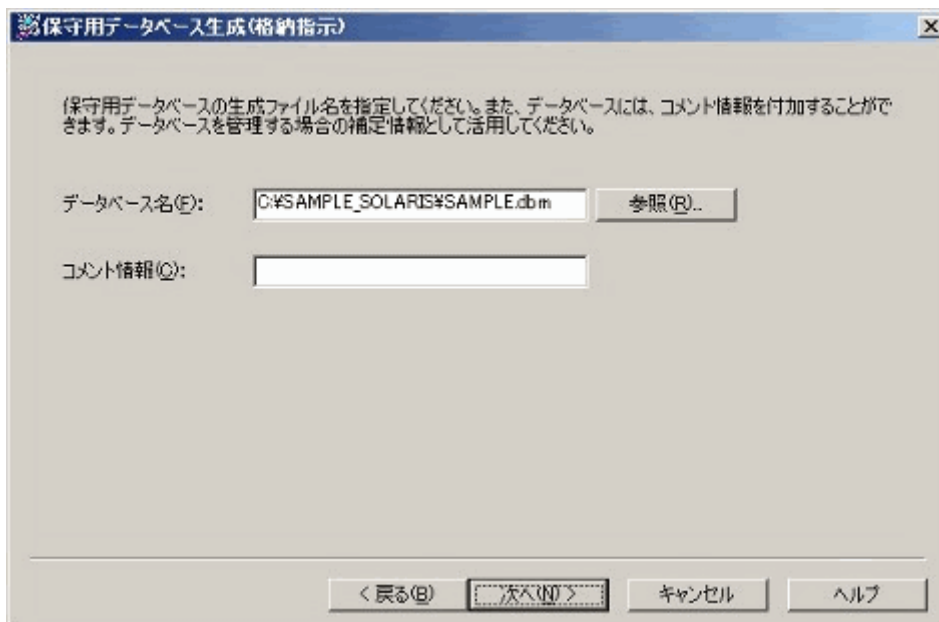 保守用データベース生成(格納指示)
保守用データベースの生成ファイル名を指定してください。また、データベースには、コメント情報を付加することがで
きます。データベースを管理する場合の補足情報として活用してください。
データベース名(F): C:¥SAMPLE_SOLARIS¥SAMPLE.dbm 参照(R)...
コメント情報(C):
< 戻る(B) 次へ(N) > キャンセル ヘルプ